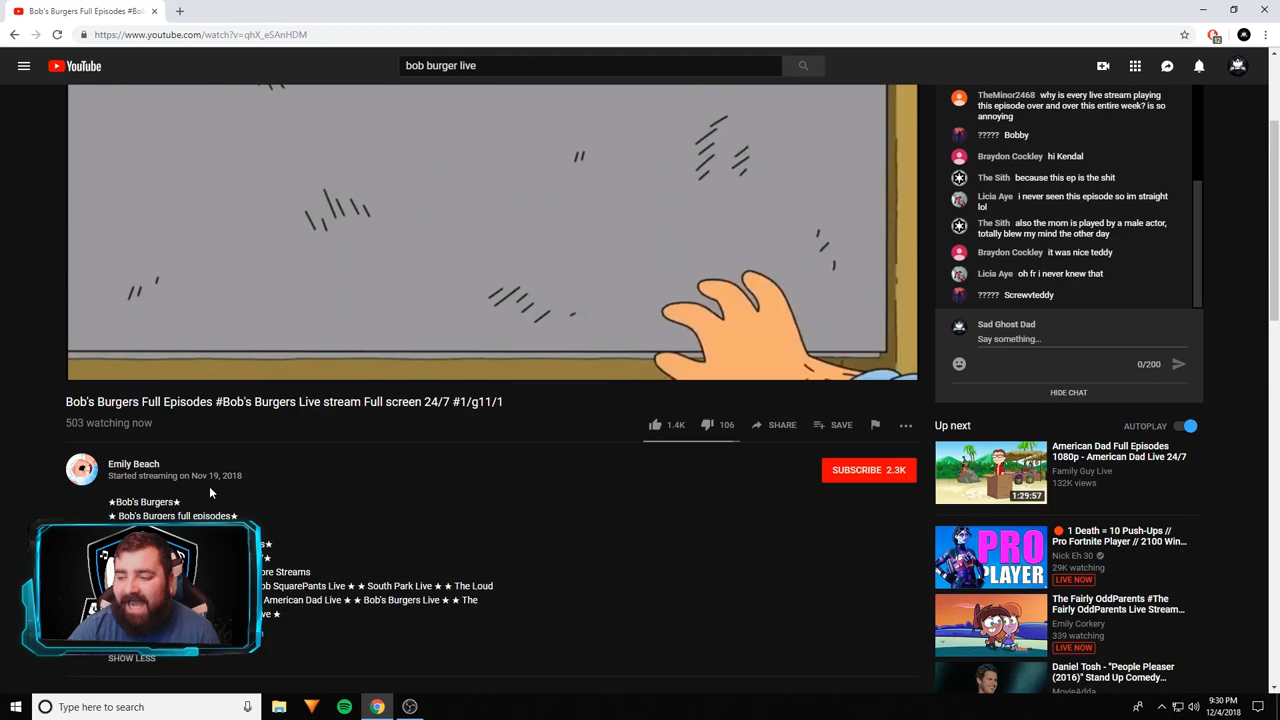 Bob's Burgers Full Episodes #Bob
https://www.youtube.com/watch?v=qhX_eSAnHDM
12
YouTube
bob burger live
TheMinor2468 why is every live stream playing
this episode over and over this entire week? is so
annoying
????? Bobby
Braydon Cockley hi Kendal
The Sith because this ep is the shit
Licia Aye i never seen this episode so im straight
lol
The Sith also the mom is played by a male actor,
totally blew my mind the other day
Braydon Cockley it was nice teddy
Licia Aye oh fr i never knew that
????? Screwvteddy
Sad Ghost Dad
Say something...
0/200
HIDE CHAT
Bob's Burgers Full Episodes #Bob's Burgers Live stream Full screen 24/7 #1/g11/1
503 watching now
1.4K
106
SHARE
SAVE
Up next
AUTOPLAY
Emily Beach
Started streaming on Nov 19, 2018
SUBSCRIBE 2.3K
★Bob's Burgers★
★ Bob's Burgers full episodes★
s★
★
ore Streams
ob SquarePants Live ★ ★ South Park Live ★ ★ The Loud
American Dad Live ★ ★ Bob's Burgers Live ★ ★ The
ve ★
SHOW LESS
American Dad Full Episodes
1080p - American Dad Live 24/7
Family Guy Live
132K views
1:29:57
1 Death = 10 Push-Ups //
Pro Fortnite Player // 2100 Win...
Nick Eh 30
29K watching
LIVE NOW
PRO
PLAYER
The Fairly OddParents #The
Fairly OddParents Live Stream...
Emily Corkery
339 watching
LIVE NOW
Daniel Tosh - "People Pleaser
(2016)" Stand Up Comedy...
MovieAdda
Type here to search
9:30 PM
12/4/2018